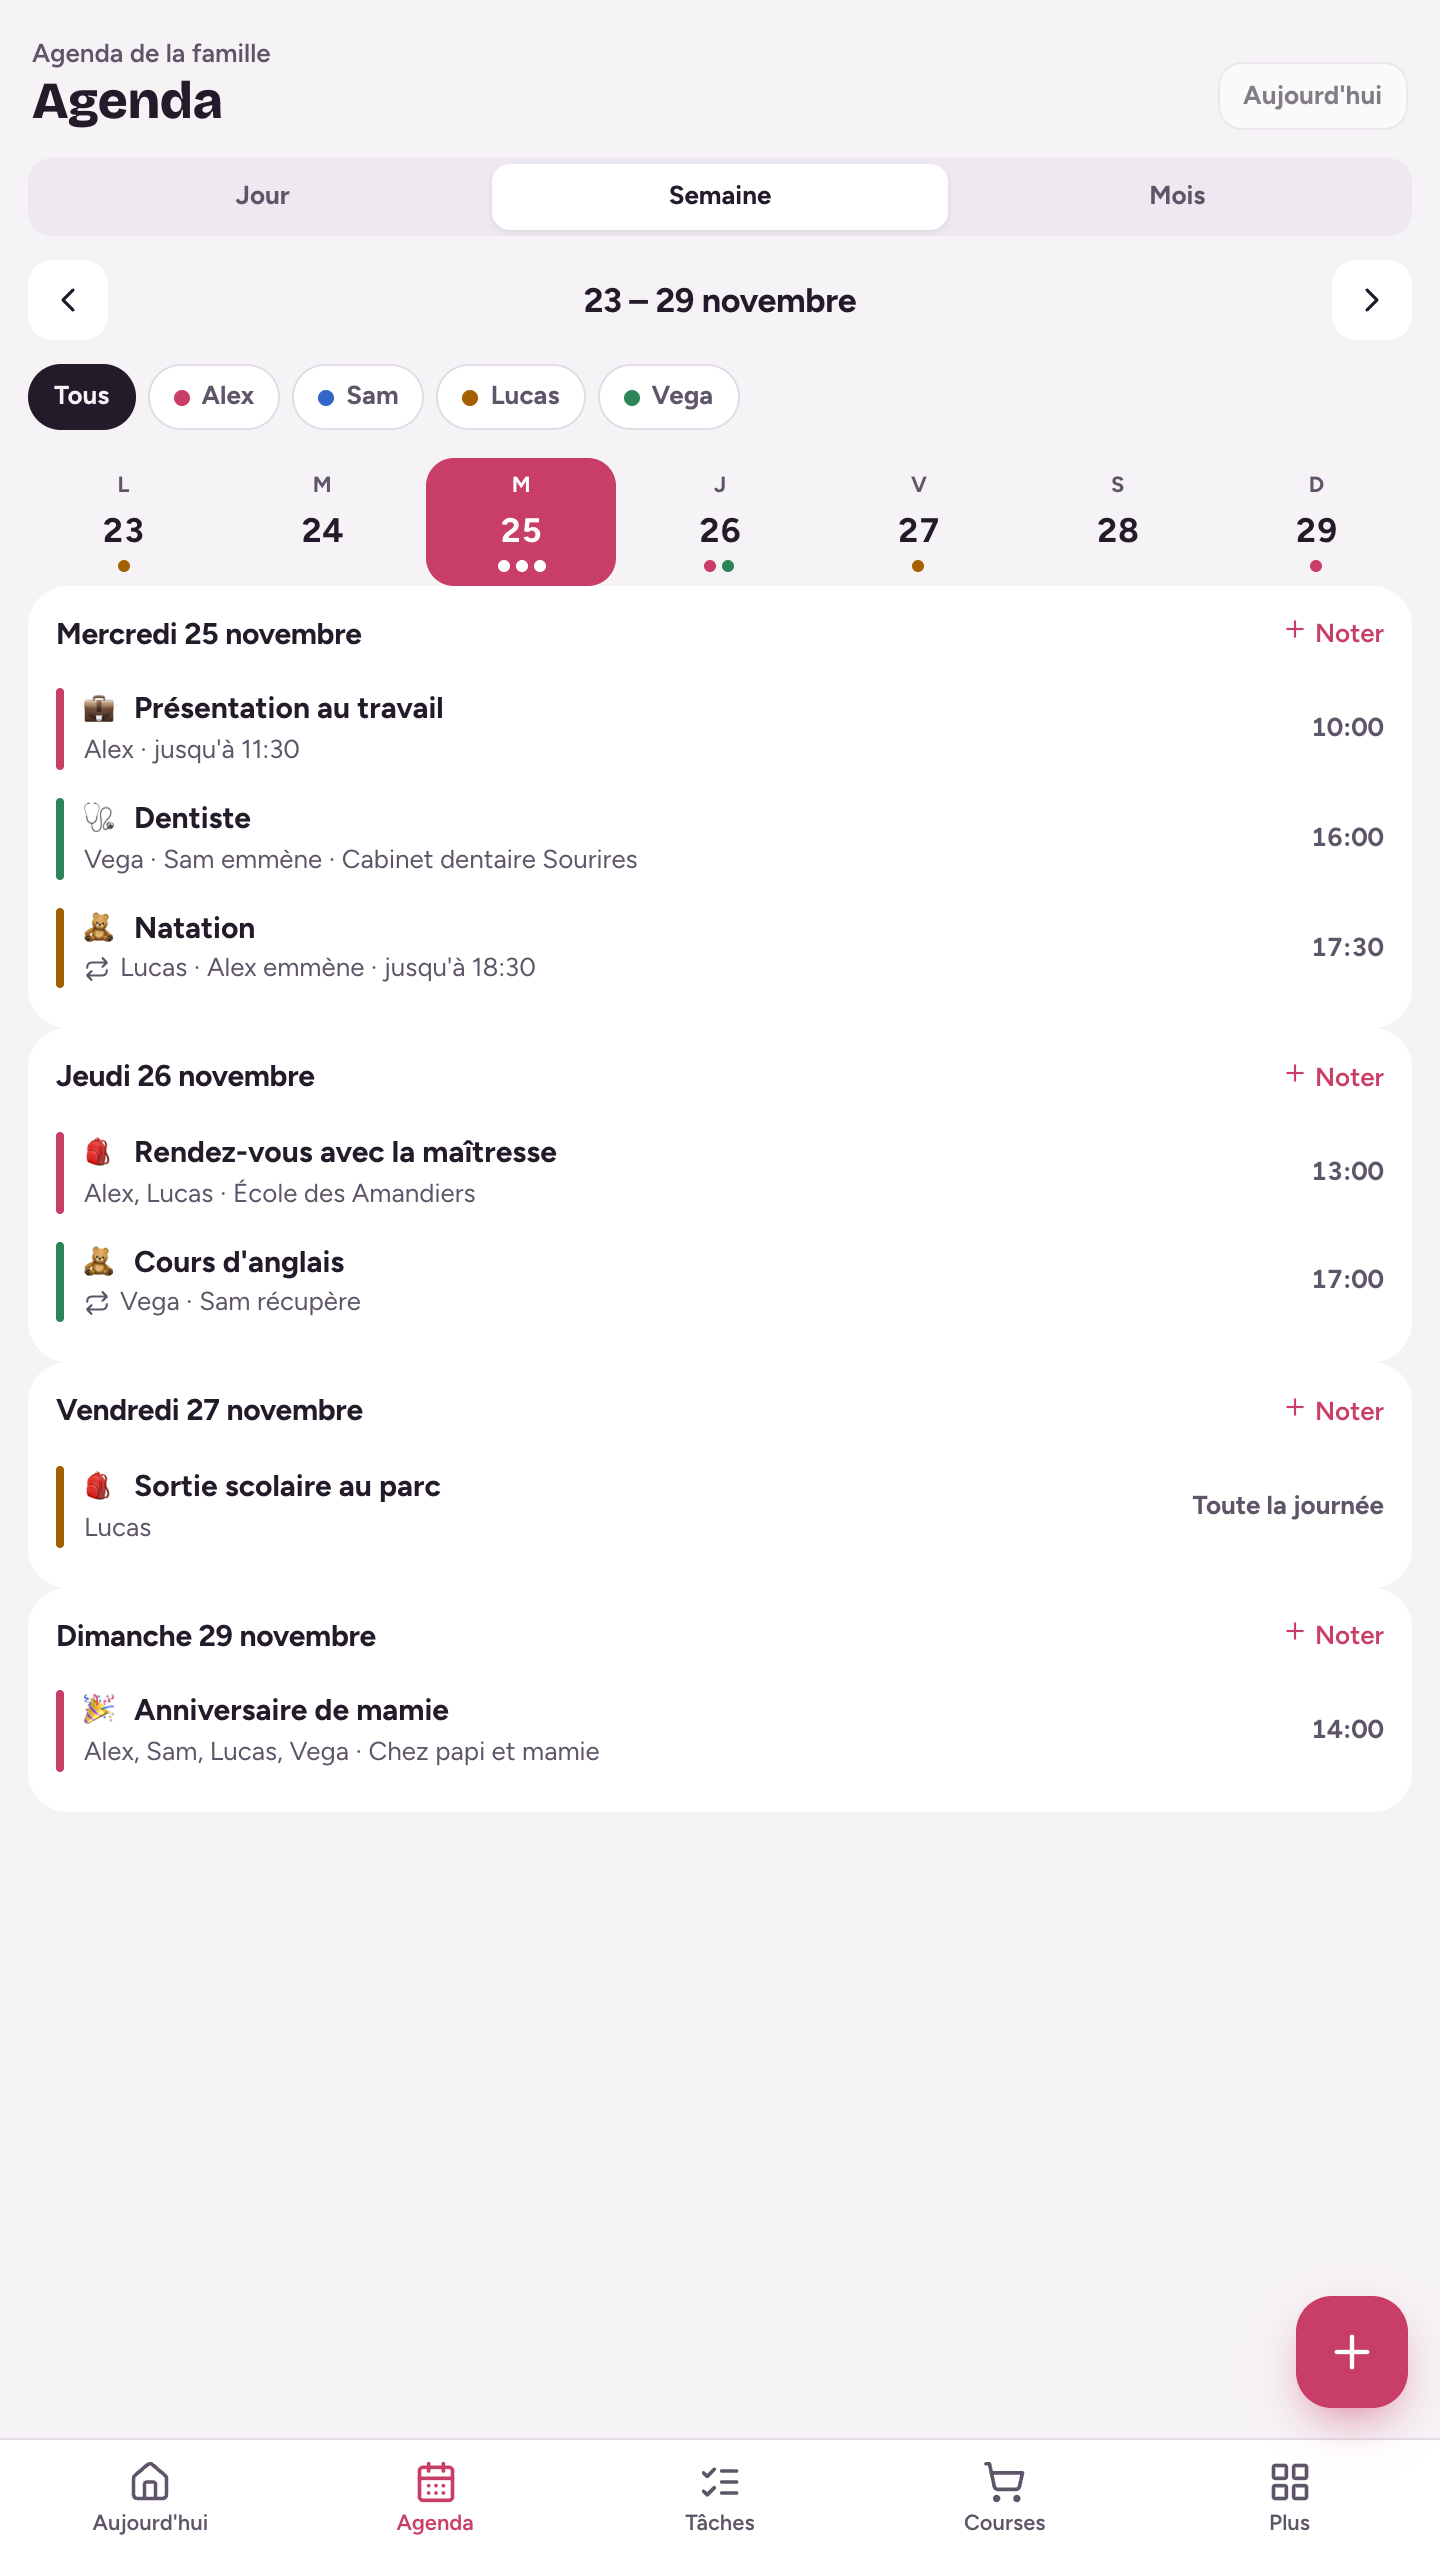 Agenda de la famille
Agenda
Aujourd'hui
Jour
Semaine
Mois
23 – 29 novembre
Tous
Alex
Sam
Lucas
Vega
L
M
M
J
V
S
D
23
24
25
26
27
28
29
Mercredi 25 novembre
+ Noter
Présentation au travail
Alex · jusqu'à 11:30
10:00
Dentiste
Vega · Sam emmène · Cabinet dentaire Sourires
16:00
Natation
Lucas · Alex emmène · jusqu'à 18:30
17:30
Jeudi 26 novembre
+ Noter
Rendez-vous avec la maîtresse
Alex, Lucas · École des Amandiers
13:00
Cours d'anglais
Vega · Sam récupère
17:00
Vendredi 27 novembre
+ Noter
Sortie scolaire au parc
Lucas
Toute la journée
Dimanche 29 novembre
+ Noter
Anniversaire de mamie
Alex, Sam, Lucas, Vega · Chez papi et mamie
14:00
Aujourd'hui
Agenda
Tâches
Courses
Plus